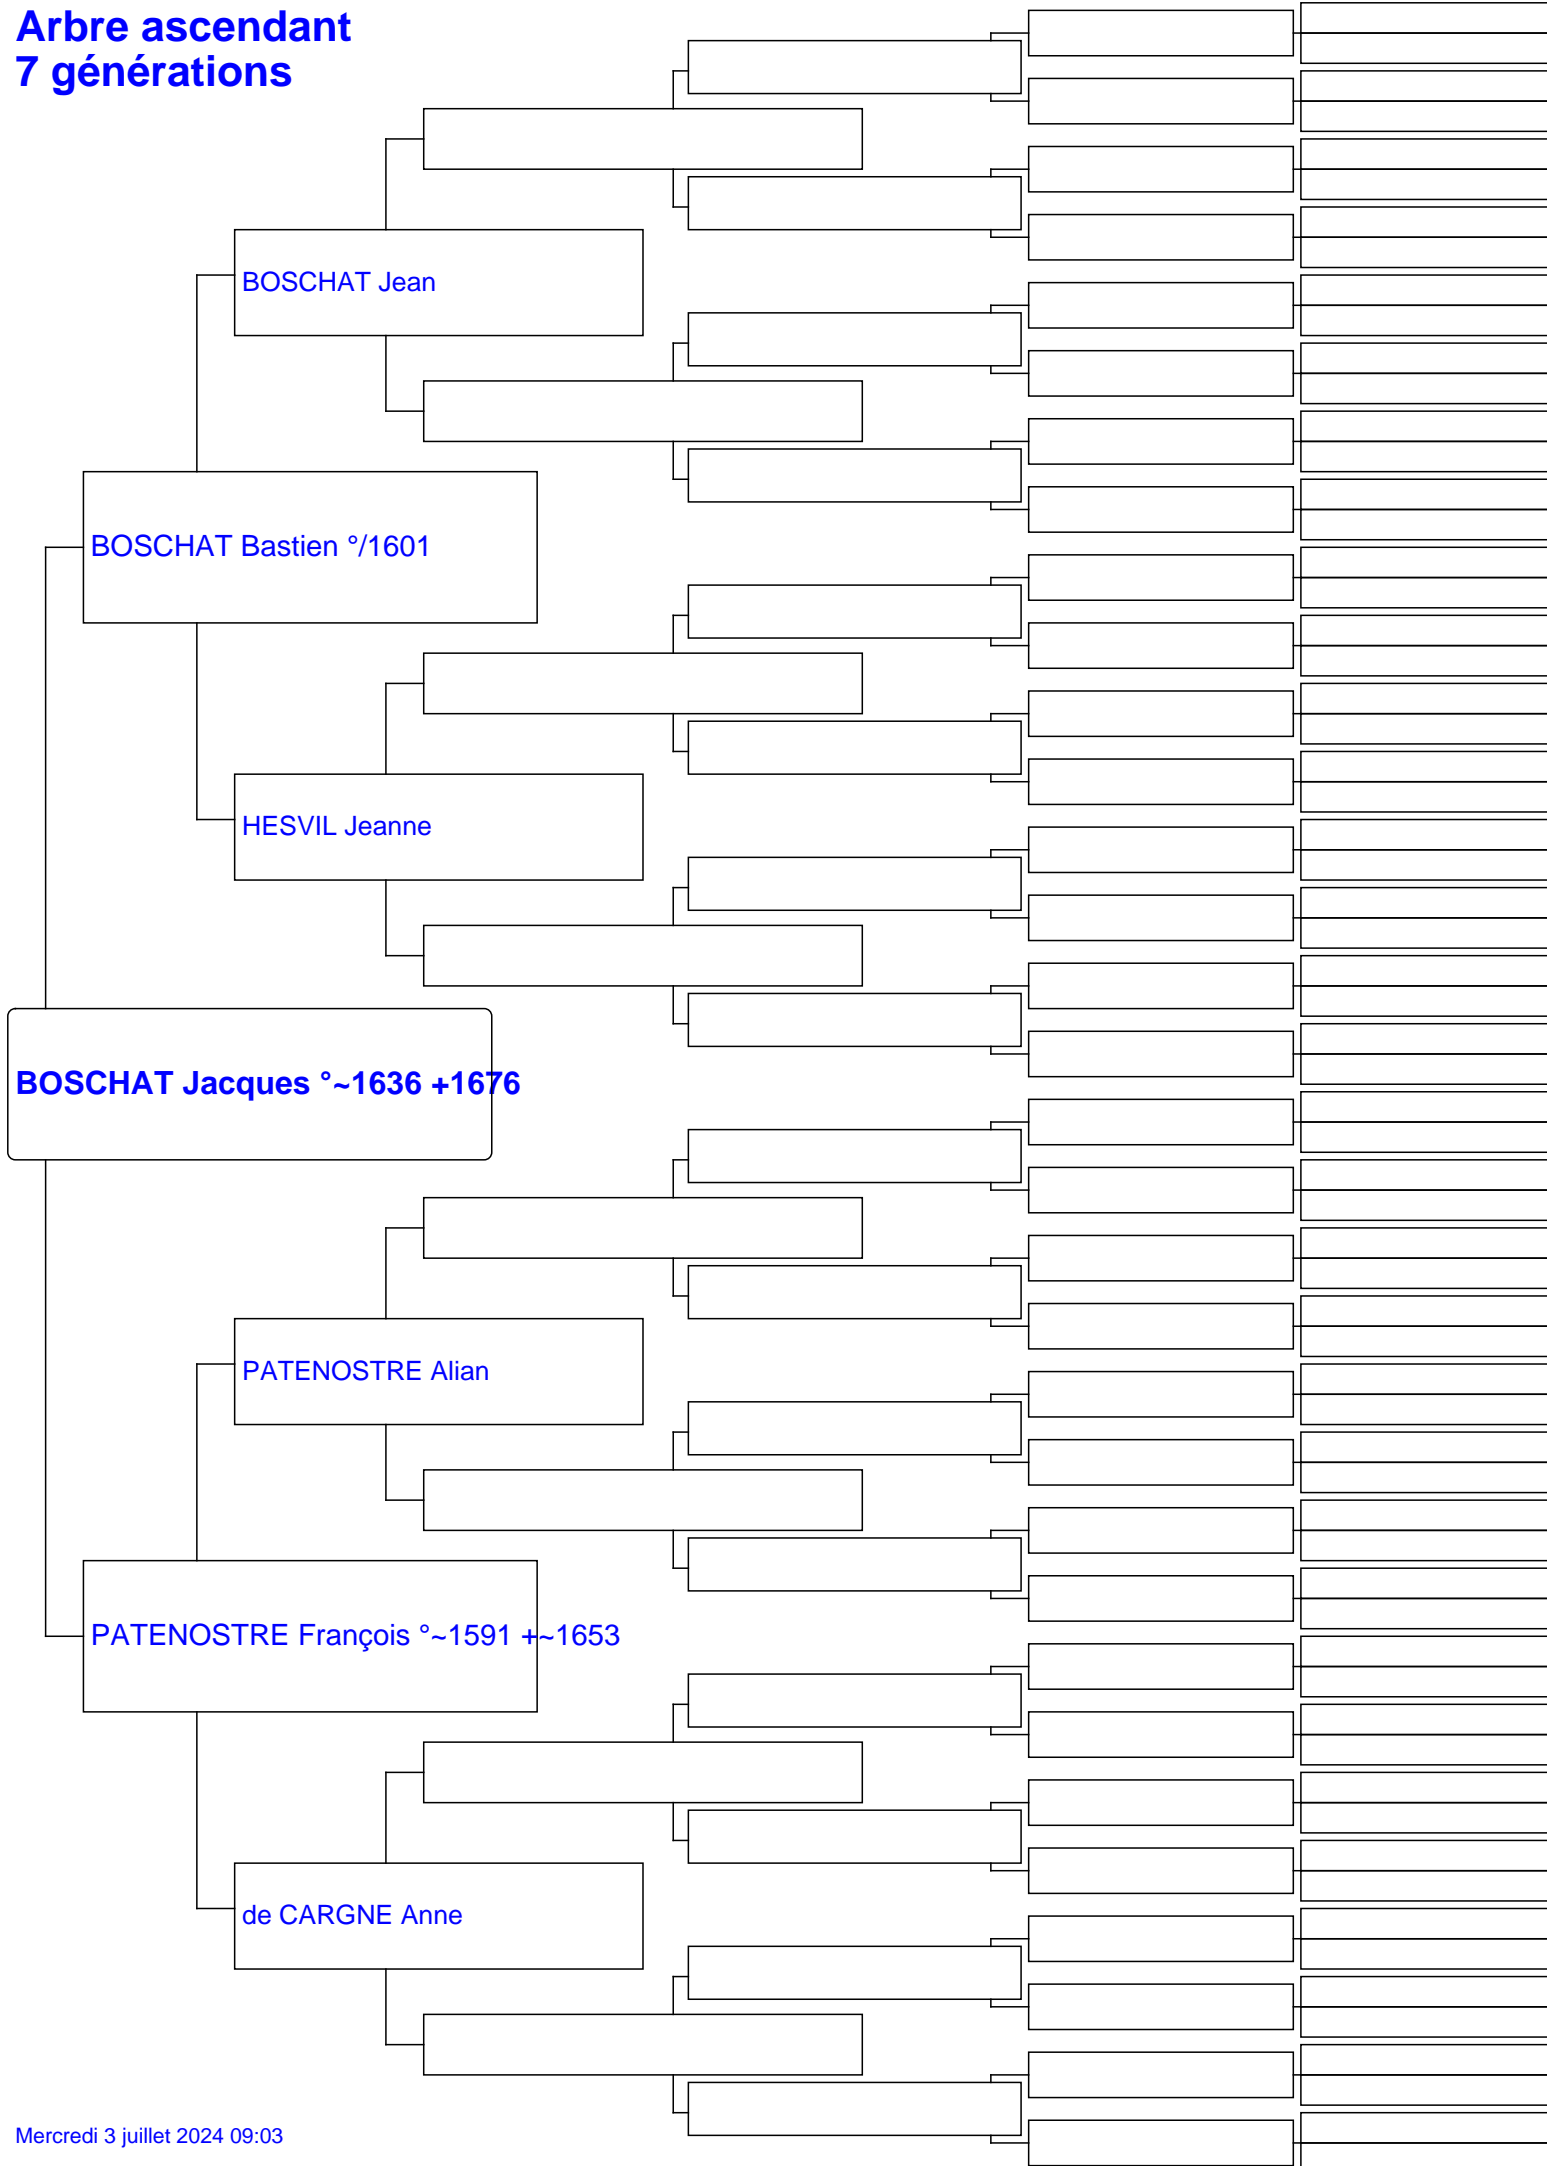 Arbre ascendant
7 générations
BOSCHAT Jean
BOSCHAT Bastien °/1601
HESVIL Jeanne
BOSCHAT Jacques °~1636 +1676
PATENOSTRE Alian
PATENOSTRE François °~1591 +~1653
de CARGNE Anne
Mercredi 3 juillet 2024 09:03